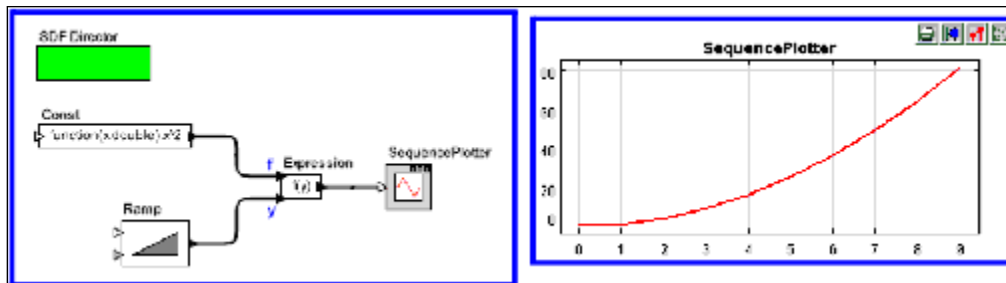 SDF Director
Const
function(x:double) x^2
f
Expression
f(y)
y
SequencePlotter
Ramp
SequencePlotter
80
60
40
20
0
0 1 2 3 4 5 6 7 8 9